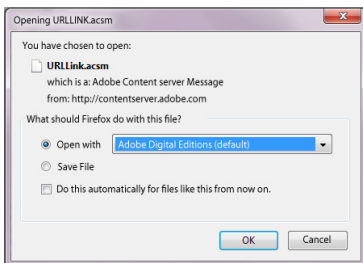 Opening URLLINK.acsm
You have chosen to open:
URLLink.acsm
which is a: Adobe Content server Message
from: http://contentserver.adobe.com
What should Firefox do with this file?
Open with Adobe Digital Editions (default)
Save File
Do this automatically for files like this from now on.
OK Cancel